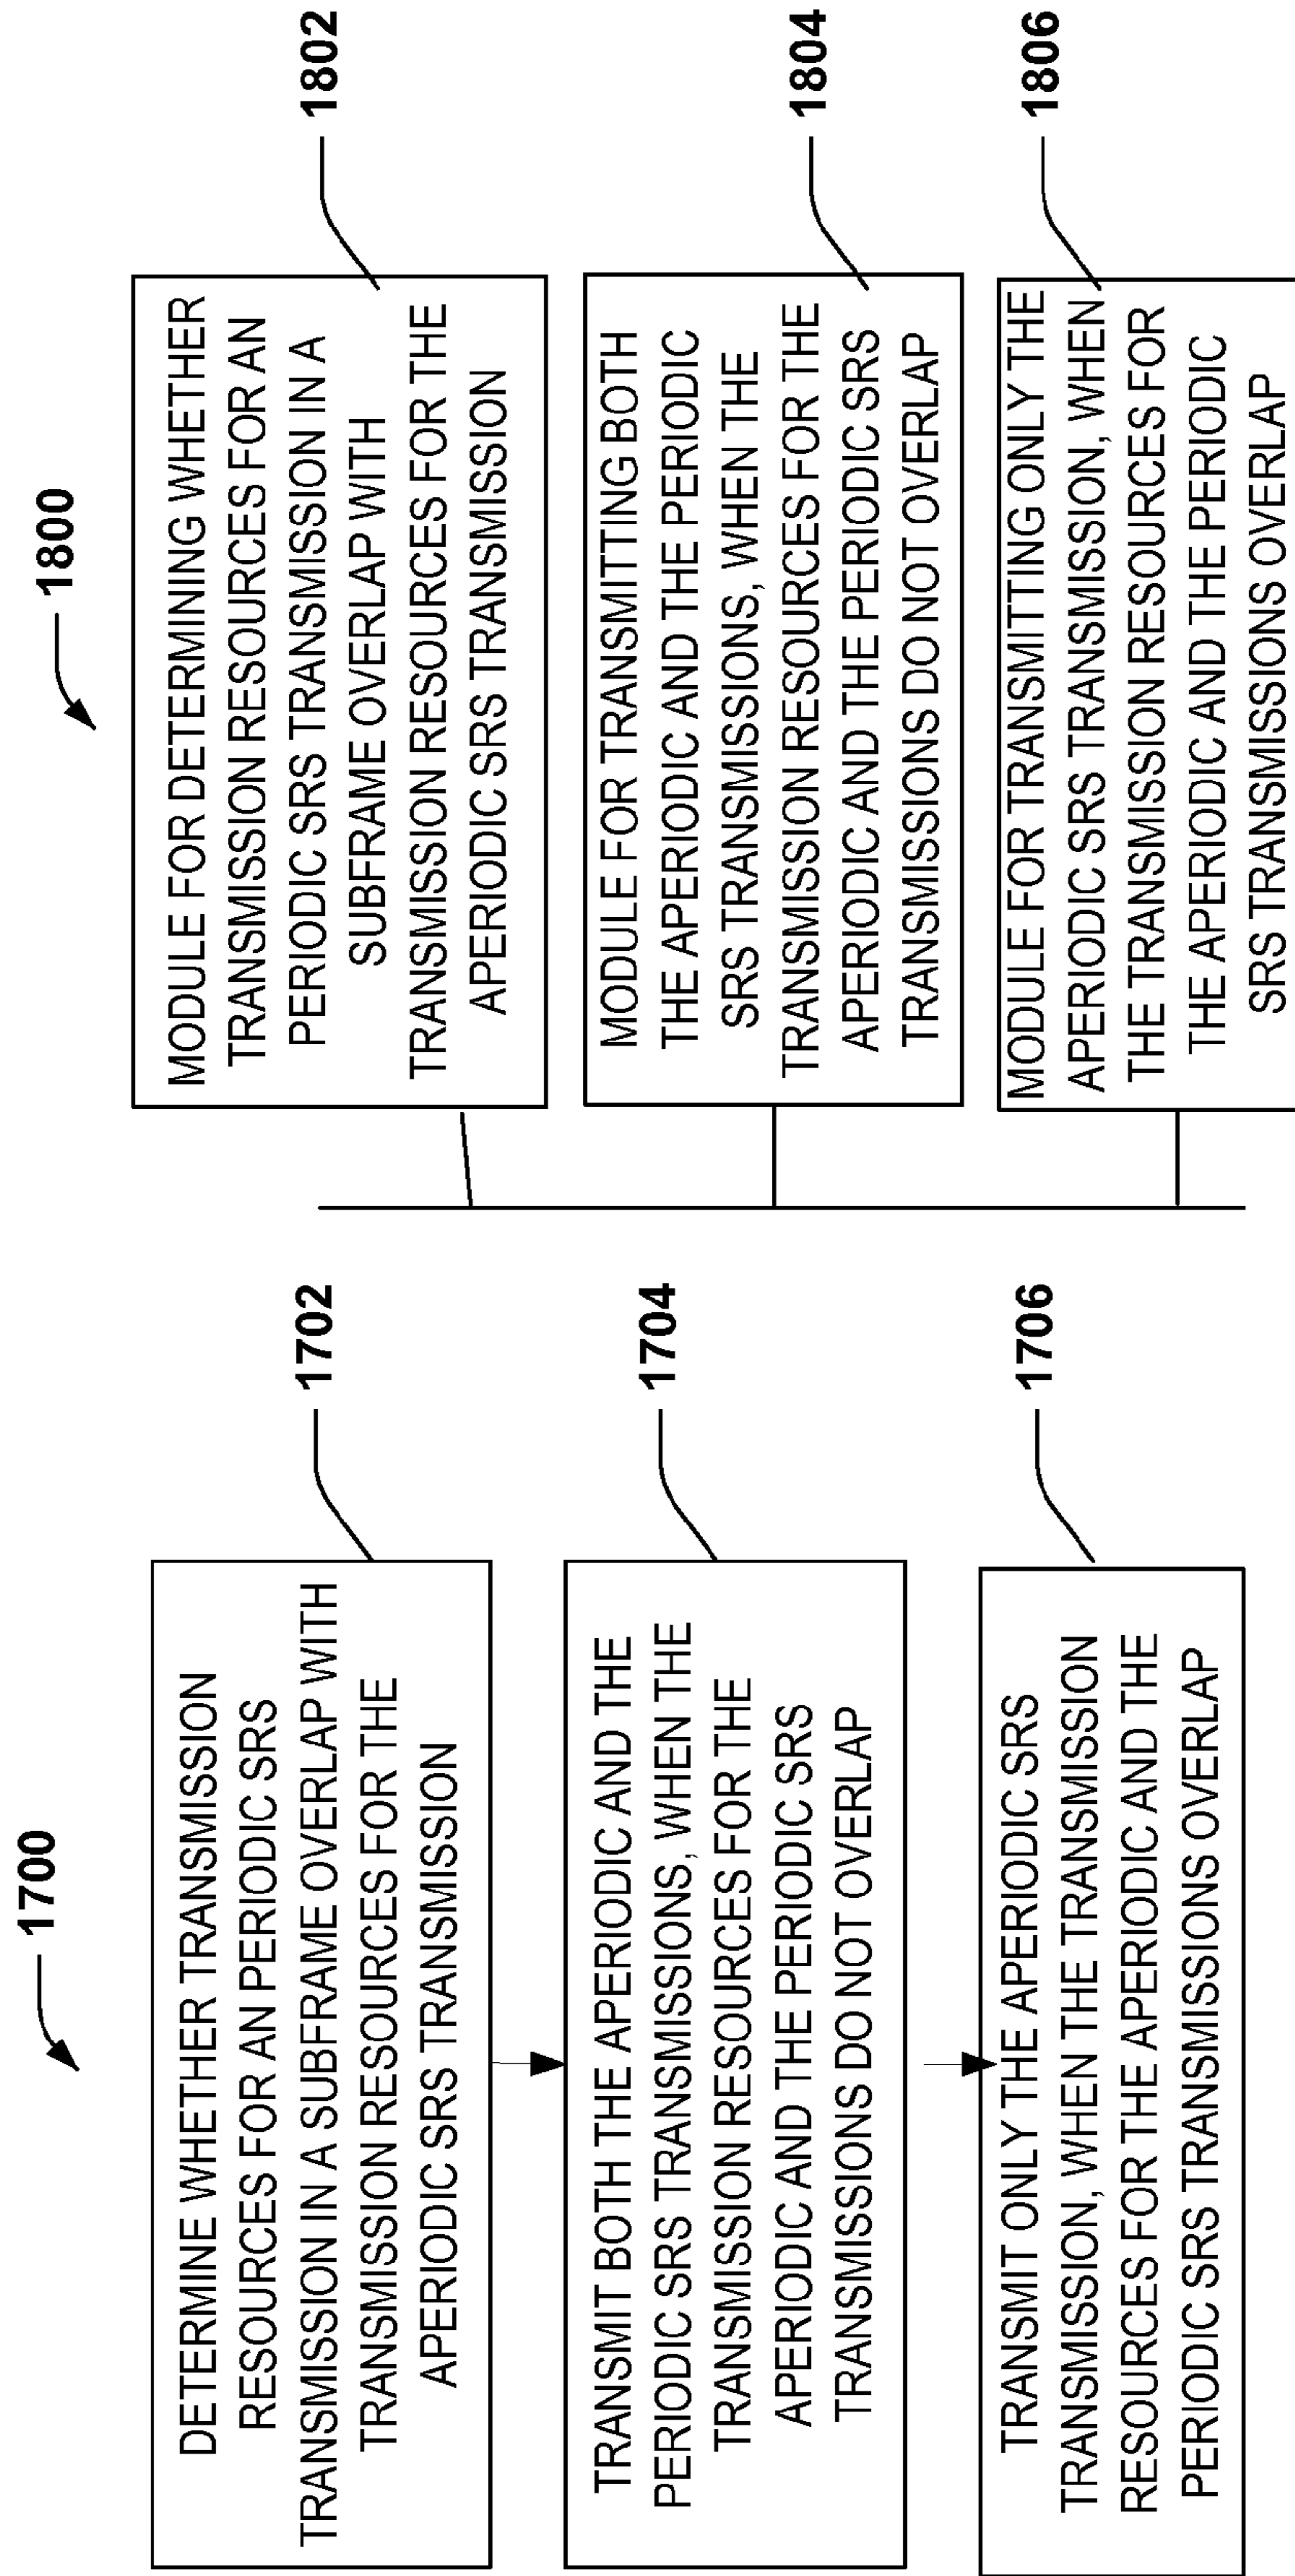 1700
DETERMINE WHETHER TRANSMISSION
RESOURCES FOR AN PERIODIC SRS
TRANSMISSION IN A SUBFRAME OVERLAP WITH
TRANSMISSION RESOURCES FOR THE
APERIODIC SRS TRANSMISSION
1702
TRANSMIT BOTH THE APERIODIC AND THE
PERIODIC SRS TRANSMISSIONS, WHEN THE
TRANSMISSION RESOURCES FOR THE
APERIODIC AND THE PERIODIC SRS
TRANSMISSIONS DO NOT OVERLAP
1704
TRANSMIT ONLY THE APERIODIC SRS
TRANSMISSION, WHEN THE TRANSMISSION
RESOURCES FOR THE APERIODIC AND THE
PERIODIC SRS TRANSMISSIONS OVERLAP
1706
1800
MODULE FOR DETERMINING WHETHER
TRANSMISSION RESOURCES FOR AN
PERIODIC SRS TRANSMISSION IN A
SUBFRAME OVERLAP WITH
TRANSMISSION RESOURCES FOR THE
APERIODIC SRS TRANSMISSION
1802
MODULE FOR TRANSMITTING BOTH
THE APERIODIC AND THE PERIODIC
SRS TRANSMISSIONS, WHEN THE
TRANSMISSION RESOURCES FOR THE
APERIODIC AND THE PERIODIC SRS
TRANSMISSIONS DO NOT OVERLAP
1804
MODULE FOR TRANSMITTING ONLY THE
APERIODIC SRS TRANSMISSION, WHEN
THE TRANSMISSION RESOURCES FOR
THE APERIODIC AND THE PERIODIC
SRS TRANSMISSIONS OVERLAP
1806